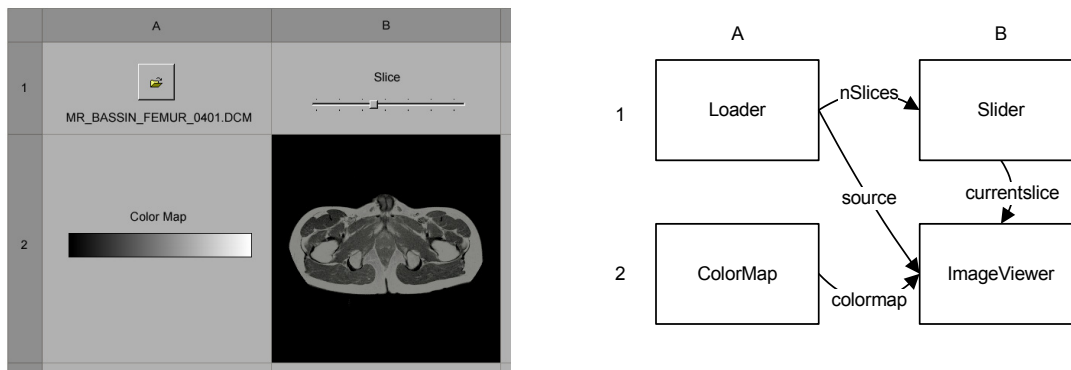 A
B
1
Slice
MR_BASSIN_FEMUR_0401.DCM
2
Color Map
A
B
1
Loader
nSlices
Slider
source
currentslice
2
ColorMap
colormap
ImageViewer